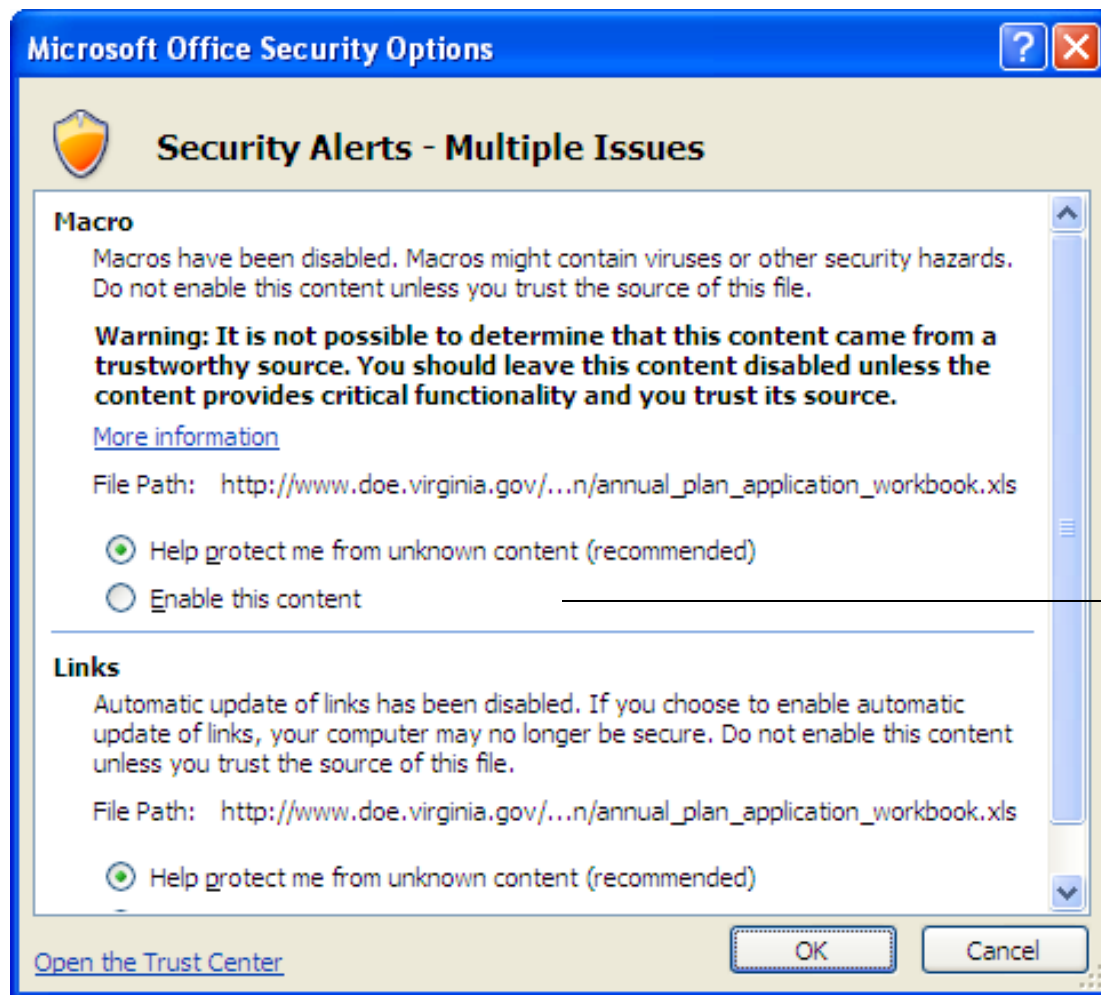 Microsoft Office Security Options
?
Security Alerts - Multiple Issues
Macro
Macros have been disabled. Macros might contain viruses or other security hazards.
Do not enable this content unless you trust the source of this file.
Warning: It is not possible to determine that this content came from a
trustworthy source. You should leave this content disabled unless the
content provides critical functionality and you trust its source.
More information
File Path: http://www.doe.virginia.gov/...n/annual_plan_application_workbook.xls
Help protect me from unknown content (recommended)
Enable this content
Links
Automatic update of links has been disabled. If you choose to enable automatic
update of links, your computer may no longer be secure. Do not enable this content
unless you trust the source of this file.
File Path: http://www.doe.virginia.gov/...n/annual_plan_application_workbook.xls
Help protect me from unknown content (recommended)
Open the Trust Center
OK
Cancel